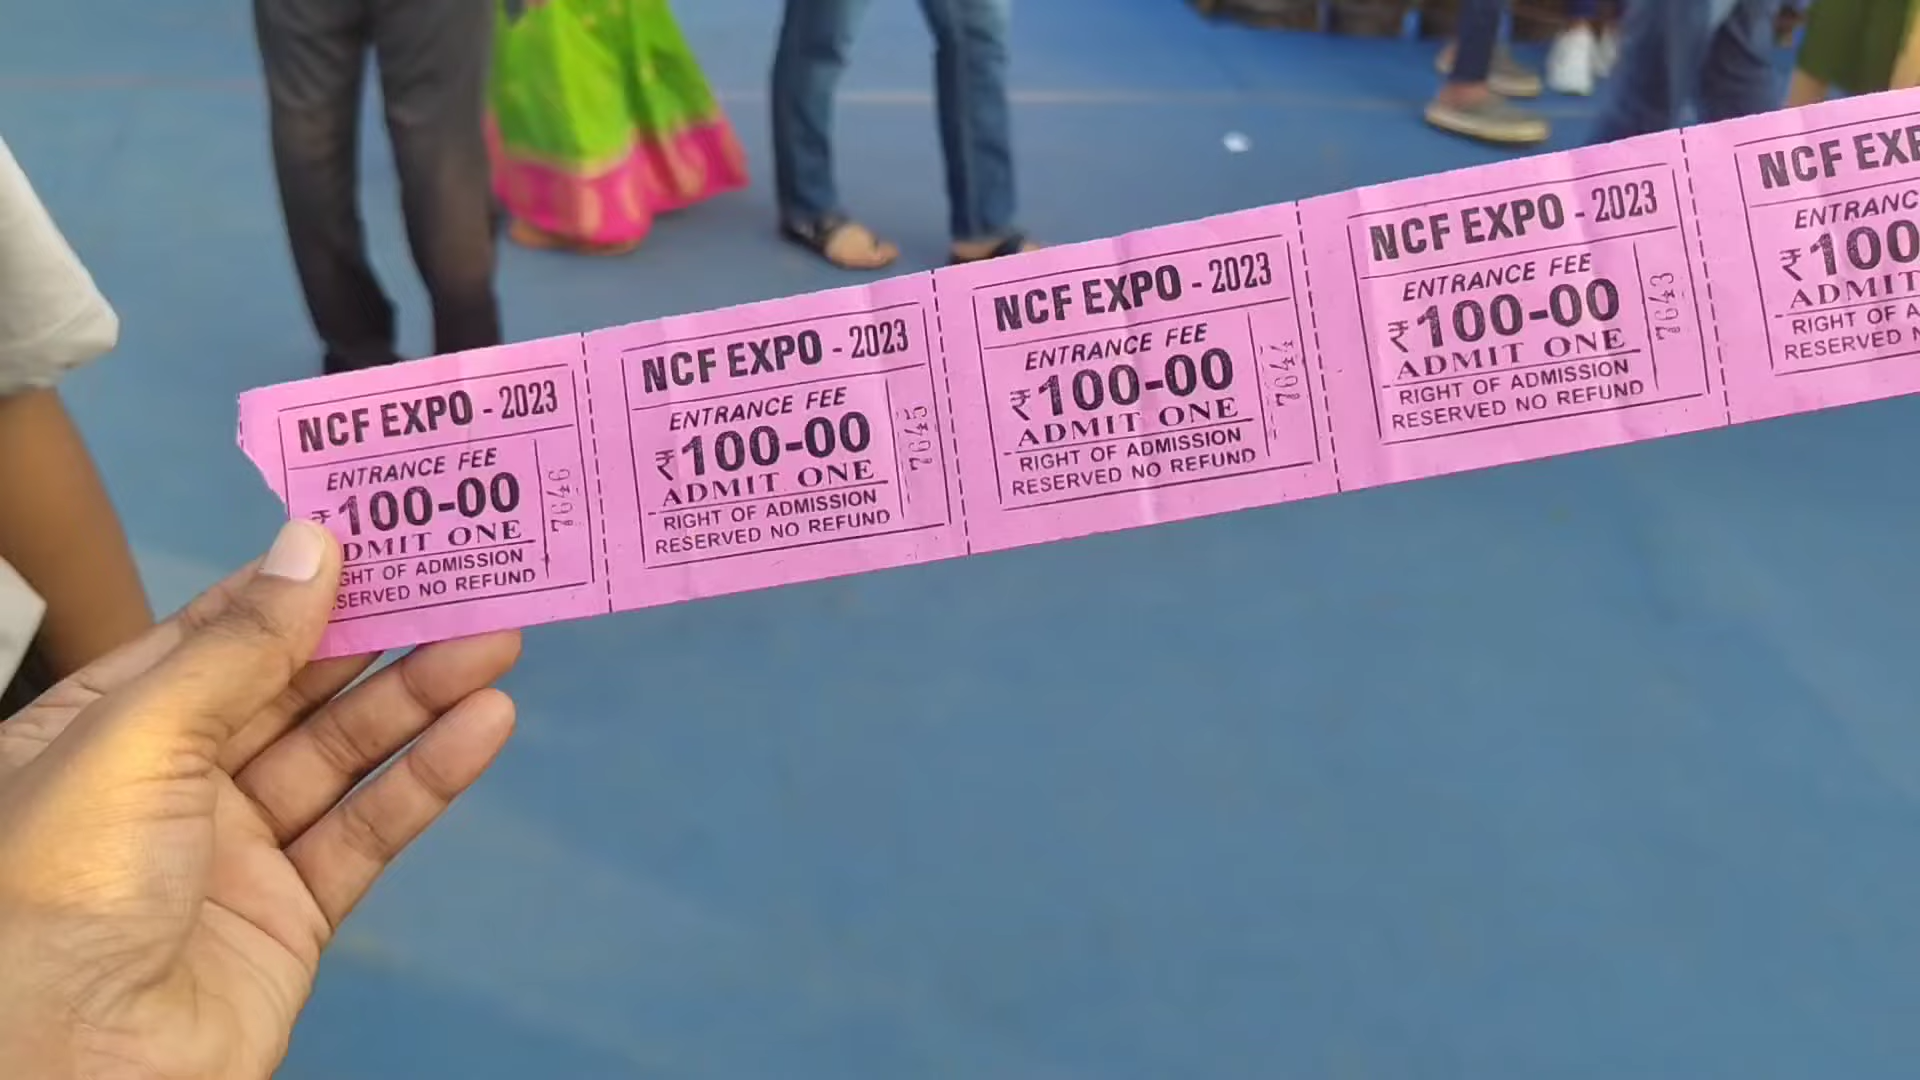 NCF EXPO - 2023
ENTRANCE FEE
₹100-00
DMIT ONE
GHT OF ADMISSION
SERVED NO REFUND
7646
NCF EXPO - 2023
ENTRANCE FEE
₹100-00
ADMIT ONE
RIGHT OF ADMISSION
RESERVED NO REFUND
7645
NCF EXPO - 2023
ENTRANCE FEE
₹100-00
ADMIT ONE
RIGHT OF ADMISSION
RESERVED NO REFUND
7644
NCF EXPO - 2023
ENTRANCE FEE
₹100-00
ADMIT ONE
RIGHT OF ADMISSION
RESERVED NO REFUND
7643
NCF EXP
ENTRANC
₹100
ADMIT
RIGHT OF A
RESERVED N